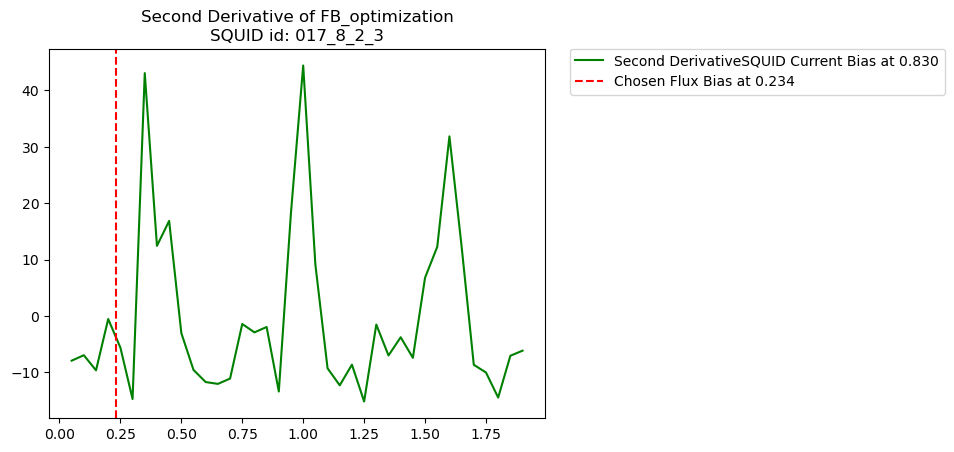 Second Derivative of FB_optimization
SQUID id: 017_8_2_3
Second DerivativeSQUID Current Bias at 0.830
Chosen Flux Bias at 0.234
40
30
20
10
0
−10
0.00 0.25 0.50 0.75 1.00 1.25 1.50 1.75